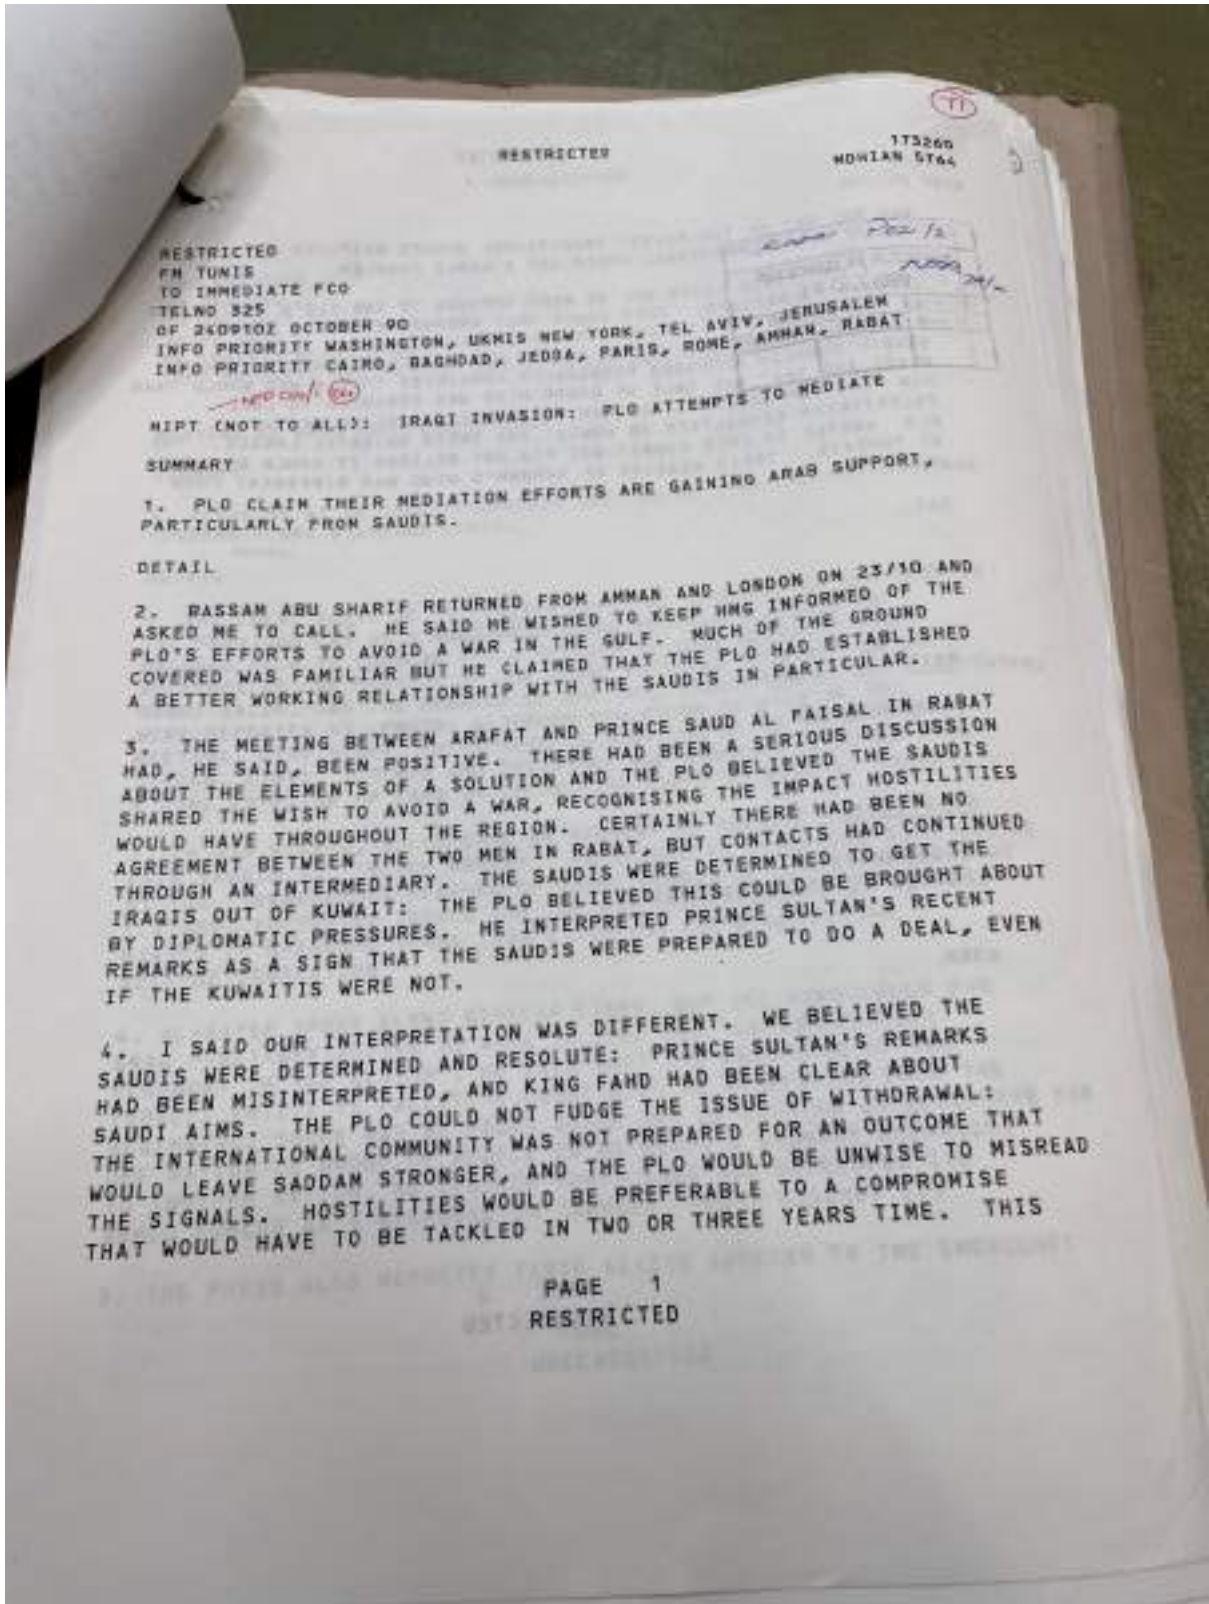 RESTRICTED
173260
MDHIAN 5764
RESTRICTED
FM TUNIS
TO IMMEDIATE FCO
TELNO 325
OF 240910Z OCTOBER 90
INFO PRIORITY WASHINGTON, UKMIS NEW YORK, TEL AVIV, JERUSALEM
INFO PRIORITY CAIRO, BAGHDAD, JEDDA, PARIS, ROME, AMMAN, RABAT
MIPT (NOT TO ALL): IRAQI INVASION: PLO ATTEMPTS TO MEDIATE
SUMMARY
1. PLO CLAIM THEIR MEDIATION EFFORTS ARE GAINING ARAB SUPPORT,
PARTICULARLY FROM SAUDIS.
DETAIL
2. BASSAM ABU SHARIF RETURNED FROM AMMAN AND LONDON ON 23/10 AND
ASKED ME TO CALL. HE SAID HE WISHED TO KEEP HMG INFORMED OF THE
PLO'S EFFORTS TO AVOID A WAR IN THE GULF. MUCH OF THE GROUND
COVERED WAS FAMILIAR BUT HE CLAIMED THAT THE PLO HAD ESTABLISHED
A BETTER WORKING RELATIONSHIP WITH THE SAUDIS IN PARTICULAR.
3. THE MEETING BETWEEN ARAFAT AND PRINCE SAUD AL FAISAL IN RABAT
HAD, HE SAID, BEEN POSITIVE. THERE HAD BEEN A SERIOUS DISCUSSION
ABOUT THE ELEMENTS OF A SOLUTION AND THE PLO BELIEVED THE SAUDIS
SHARED THE WISH TO AVOID A WAR, RECOGNISING THE IMPACT HOSTILITIES
WOULD HAVE THROUGHOUT THE REGION. CERTAINLY THERE HAD BEEN NO
AGREEMENT BETWEEN THE TWO MEN IN RABAT, BUT CONTACTS HAD CONTINUED
THROUGH AN INTERMEDIARY. THE SAUDIS WERE DETERMINED TO GET THE
IRAQIS OUT OF KUWAIT: THE PLO BELIEVED THIS COULD BE BROUGHT ABOUT
BY DIPLOMATIC PRESSURES. HE INTERPRETED PRINCE SULTAN'S RECENT
REMARKS AS A SIGN THAT THE SAUDIS WERE PREPARED TO DO A DEAL, EVEN
IF THE KUWAITIS WERE NOT.
4. I SAID OUR INTERPRETATION WAS DIFFERENT. WE BELIEVED THE
SAUDIS WERE DETERMINED AND RESOLUTE: PRINCE SULTAN'S REMARKS
HAD BEEN MISINTERPRETED, AND KING FAHD HAD BEEN CLEAR ABOUT
SAUDI AIMS. THE PLO COULD NOT FUDGE THE ISSUE OF WITHDRAWAL:
THE INTERNATIONAL COMMUNITY WAS NOT PREPARED FOR AN OUTCOME THAT
WOULD LEAVE SADDAM STRONGER, AND THE PLO WOULD BE UNWISE TO MISREAD
THE SIGNALS. HOSTILITIES WOULD BE PREFERABLE TO A COMPROMISE
THAT WOULD HAVE TO BE TACKLED IN TWO OR THREE YEARS TIME. THIS
PAGE 1
RESTRICTED